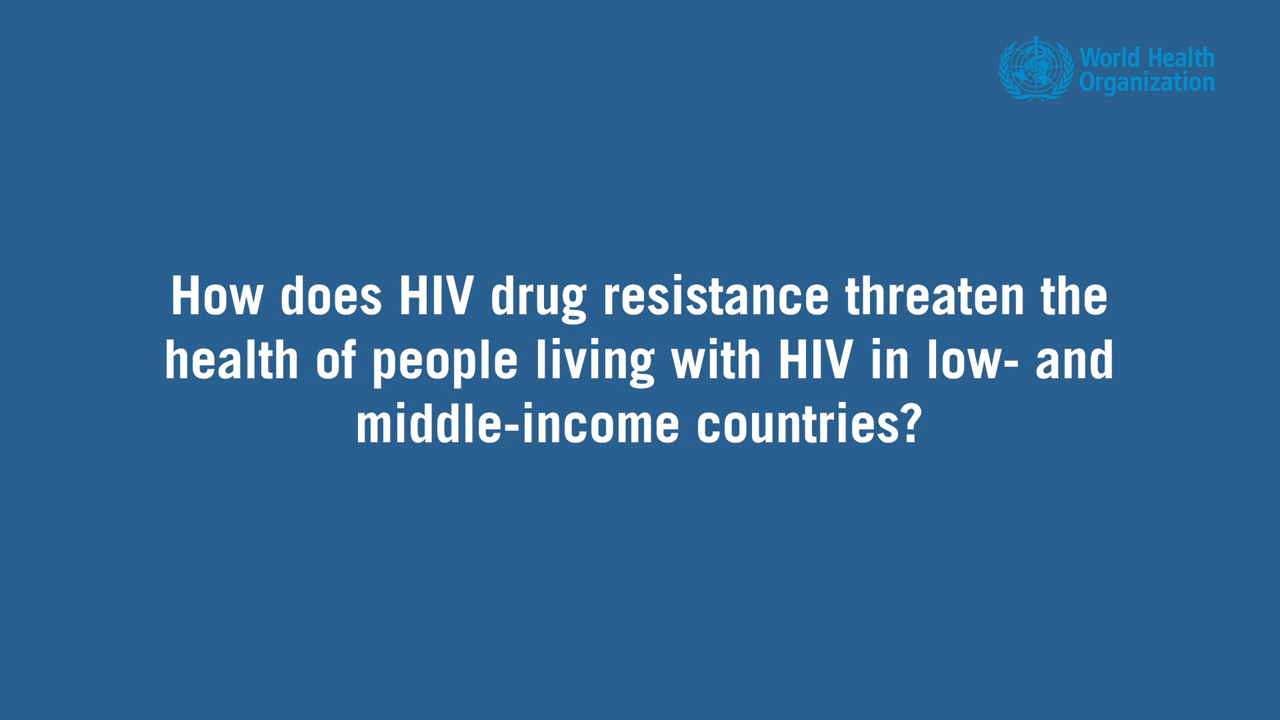 World Health
Organization
How does HIV drug resistance threaten the
health of people living with HIV in low- and
middle-income countries?